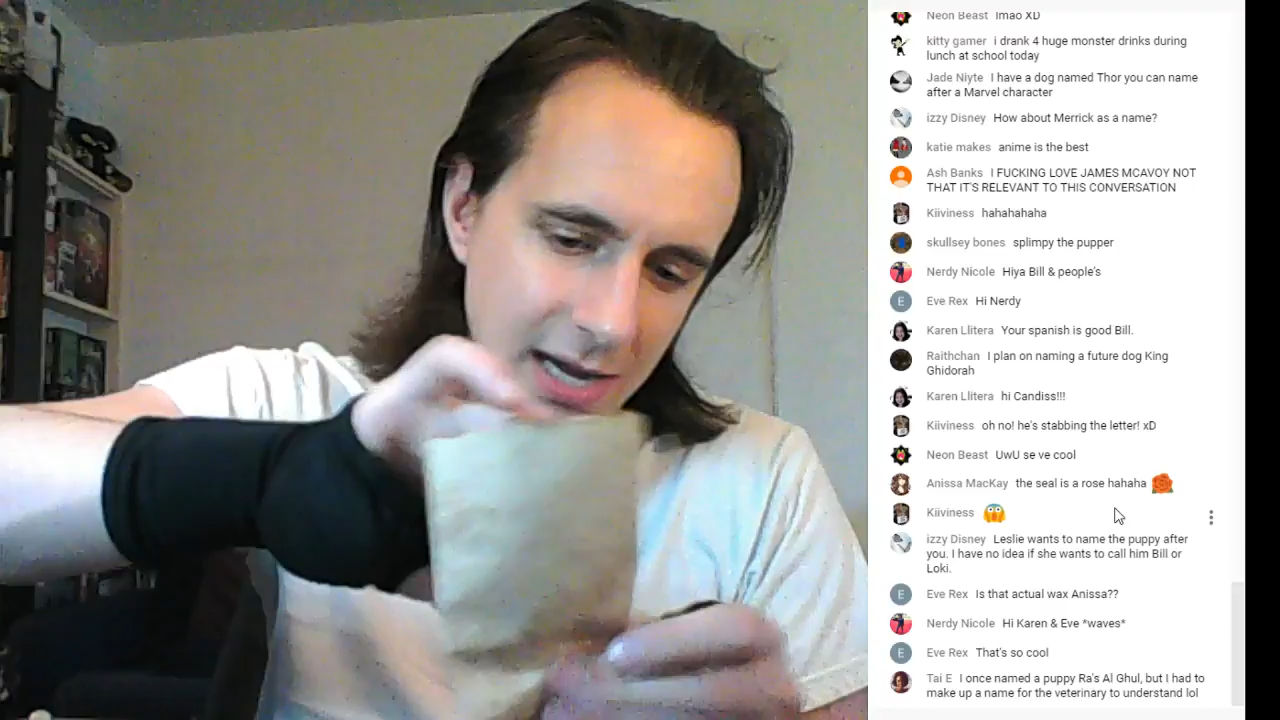 Neon Beast lmao XD
kitty gamer i drank 4 huge monster drinks during
lunch at school today
Jade Niyte I have a dog named Thor you can name
after a Marvel character
izzy Disney How about Merrick as a name?
katie makes anime is the best
Ash Banks I FUCKING LOVE JAMES MCAVOY NOT
THAT IT'S RELEVANT TO THIS CONVERSATION
Kiiviness hahahahaha
skullsey bones splimpy the pupper
Nerdy Nicole Hiya Bill & people's
E Eve Rex Hi Nerdy
Karen Llitera Your spanish is good Bill.
Raithchan I plan on naming a future dog King
Ghidorah
Karen Llitera hi Candiss!!!
Kiiviness oh no! he's stabbing the letter! xD
Neon Beast UwU se ve cool
Anissa MacKay the seal is a rose hahaha
Kiiviness
izzy Disney Leslie wants to name the puppy after
you. I have no idea if she wants to call him Bill or
Loki.
E Eve Rex Is that actual wax Anissa??
Nerdy Nicole Hi Karen & Eve *waves*
E Eve Rex That's so cool
Tai E I once named a puppy Ra's Al Ghul, but I had to
make up a name for the veterinary to understand lol